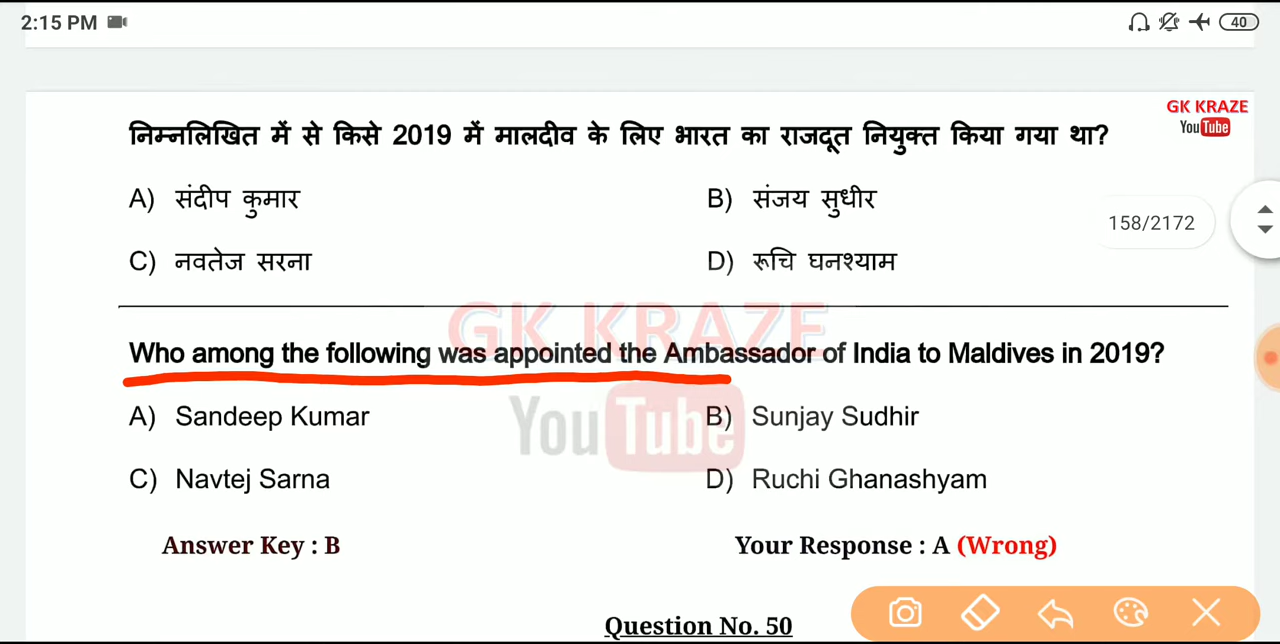 2:15 PM
40
GK KRAZE
YouTube
निम्नलिखित में से किसे 2019 में मालदीव के लिए भारत का राजदूत नियुक्त किया गया था?
A) संदीप कुमार
B) संजय सुधीर
158/2172
C) नवतेज सरना
D) रूचि घनश्याम
GK KRAZE
Who among the following was appointed the Ambassador of India to Maldives in 2019?
YouTube
A) Sandeep Kumar
B) Sunjay Sudhir
C) Navtej Sarna
D) Ruchi Ghanashyam
Answer Key : B
Your Response : A (Wrong)
Question No. 50